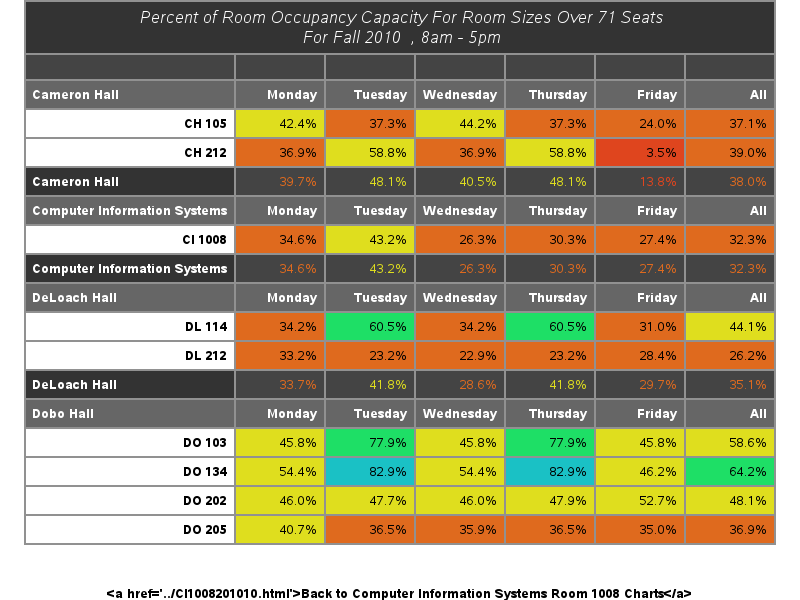 Percent of Room Occupancy Capacity For Room Sizes Over 71 Seats
For Fall 2010 , 8am - 5pm
Cameron Hall Monday Tuesday Wednesday Thursday Friday All
CH 105 42.4% 37.3% 44.2% 37.3% 24.0% 37.1%
CH 212 36.9% 58.8% 36.9% 58.8% 3.5% 39.0%
Cameron Hall 39.7% 48.1% 40.5% 48.1% 13.8% 38.0%
Computer Information Systems Monday Tuesday Wednesday Thursday Friday All
CI 1008 34.6% 43.2% 26.3% 30.3% 27.4% 32.3%
Computer Information Systems 34.6% 43.2% 26.3% 30.3% 27.4% 32.3%
DeLoach Hall Monday Tuesday Wednesday Thursday Friday All
DL 114 34.2% 60.5% 34.2% 60.5% 31.0% 44.1%
DL 212 33.2% 23.2% 22.9% 23.2% 28.4% 26.2%
DeLoach Hall 33.7% 41.8% 28.6% 41.8% 29.7% 35.1%
Dobo Hall Monday Tuesday Wednesday Thursday Friday All
DO 103 45.8% 77.9% 45.8% 77.9% 45.8% 58.6%
DO 134 54.4% 82.9% 54.4% 82.9% 46.2% 64.2%
DO 202 46.0% 47.7% 46.0% 47.9% 52.7% 48.1%
DO 205 40.7% 36.5% 35.9% 36.5% 35.0% 36.9%
&lt;a href='../CI1008201010.html'&gt;Back to Computer Information Systems Room 1008 Charts&lt;/a&gt;